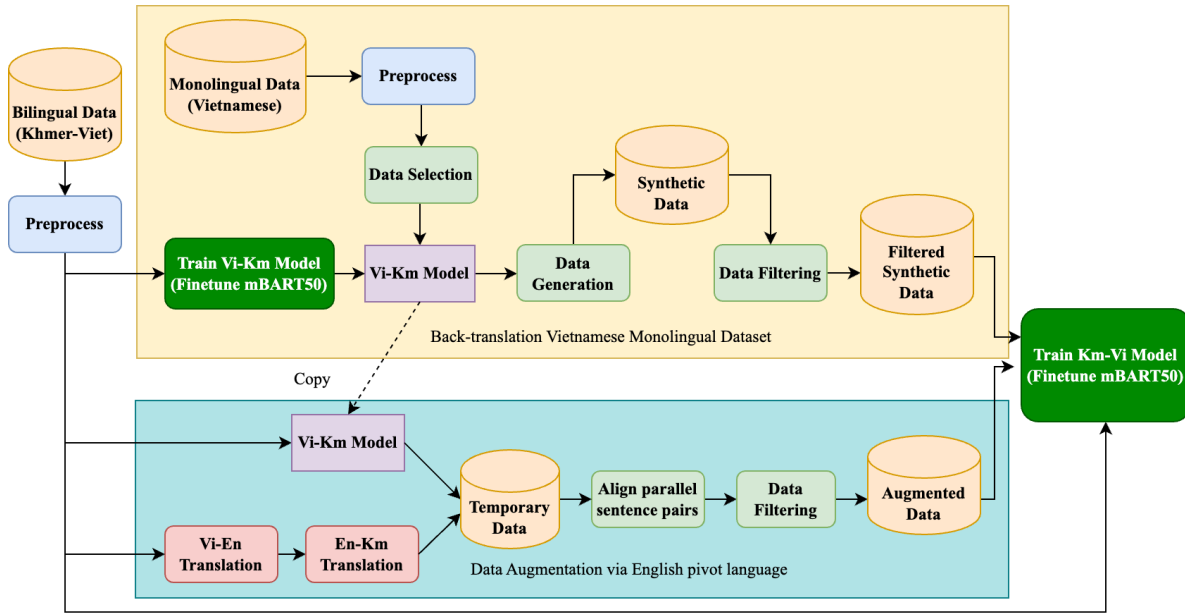 Bilingual Data
(Khmer-Viet)
Preprocess
Monolingual Data
(Vietnamese)
Preprocess
Data Selection
Train Vi-Km Model
(Finetune mBART50)
Vi-Km Model
Data
Generation
Synthetic
Data
Data Filtering
Filtered
Synthetic
Data
Back-translation Vietnamese Monolingual Dataset
Copy
Vi-Km Model
Vi-En
Translation
En-Km
Translation
Temporary
Data
Align parallel
sentence pairs
Data
Filtering
Augmented
Data
Data Augmentation via English pivot language
Train Km-Vi Model
(Finetune mBART50)